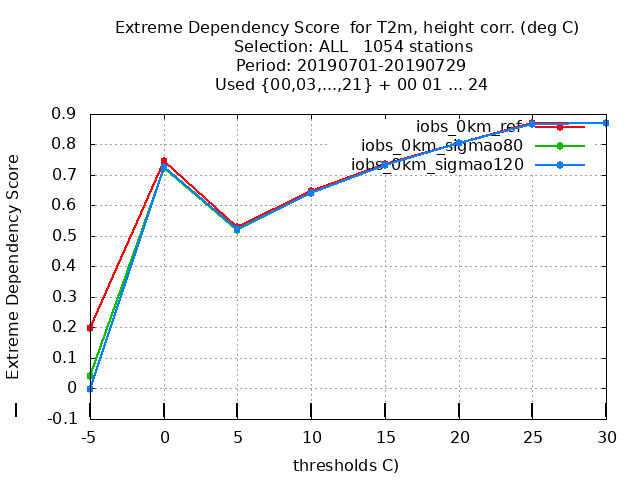 Extreme Dependency Score  for T2m, height corr. (deg C)
Selection: ALL   1054 stations
Period: 20190701-20190729
Used {00,03,...,21} + 00 01 ... 24
Extreme Dependency Score
0.9
0.8
0.7
0.6
0.5
0.4
0.3
0.2
0.1
0
-0.1
iobs_0km_ref
iobs_0km_sigmao80
iobs_0km_sigmao120
-5
0
5
10
15
20
25
30
thresholds C)